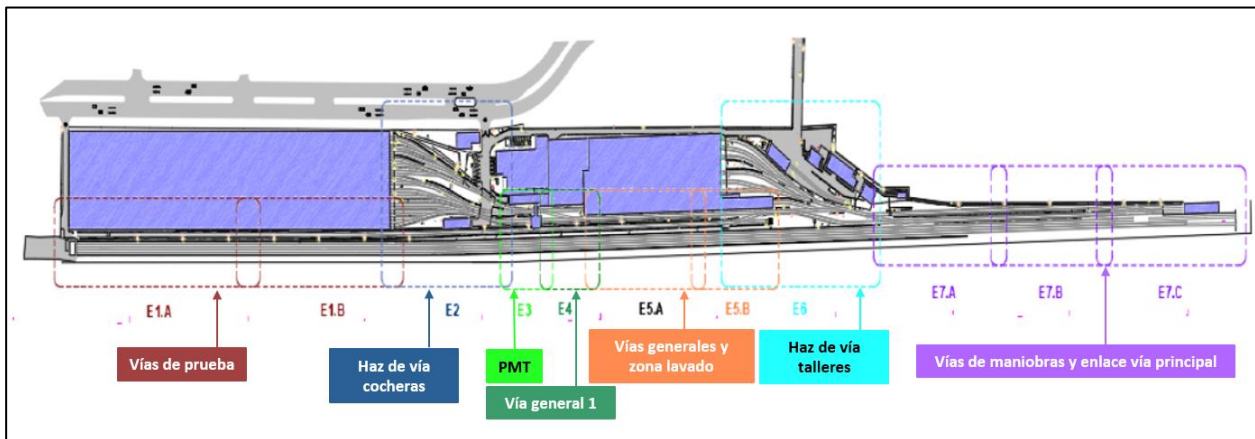 E1.A
E1.B
E2
E3
E4
E5.A
E5.B
E6
E7.A
E7.B
E7.C
Vías de prueba
Haz de vía
cocheras
PMT
Vía general 1
Vías generales y
zona lavado
Haz de vía
talleres
Vías de maniobras y enlace vía principal